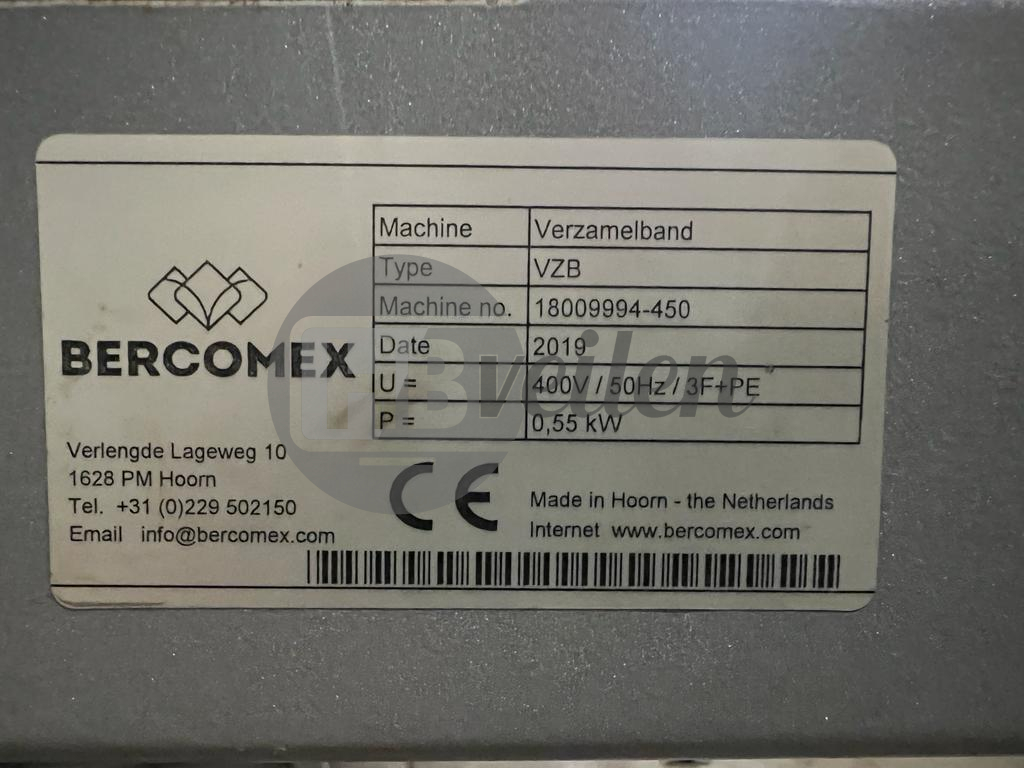 BERCOMEX
Machine Verzamelband
Type VZB
Machine no. 18009994-450
Date 2019
U = 400V / 50Hz / 3F+PE
P = 0,55 kW
Verlengde Lageweg 10
1628 PM Hoorn
Tel. +31 (0)229 502150
Email info@bercomex.com
CE
Made in Hoorn - the Netherlands
Internet www.bercomex.com
veilen